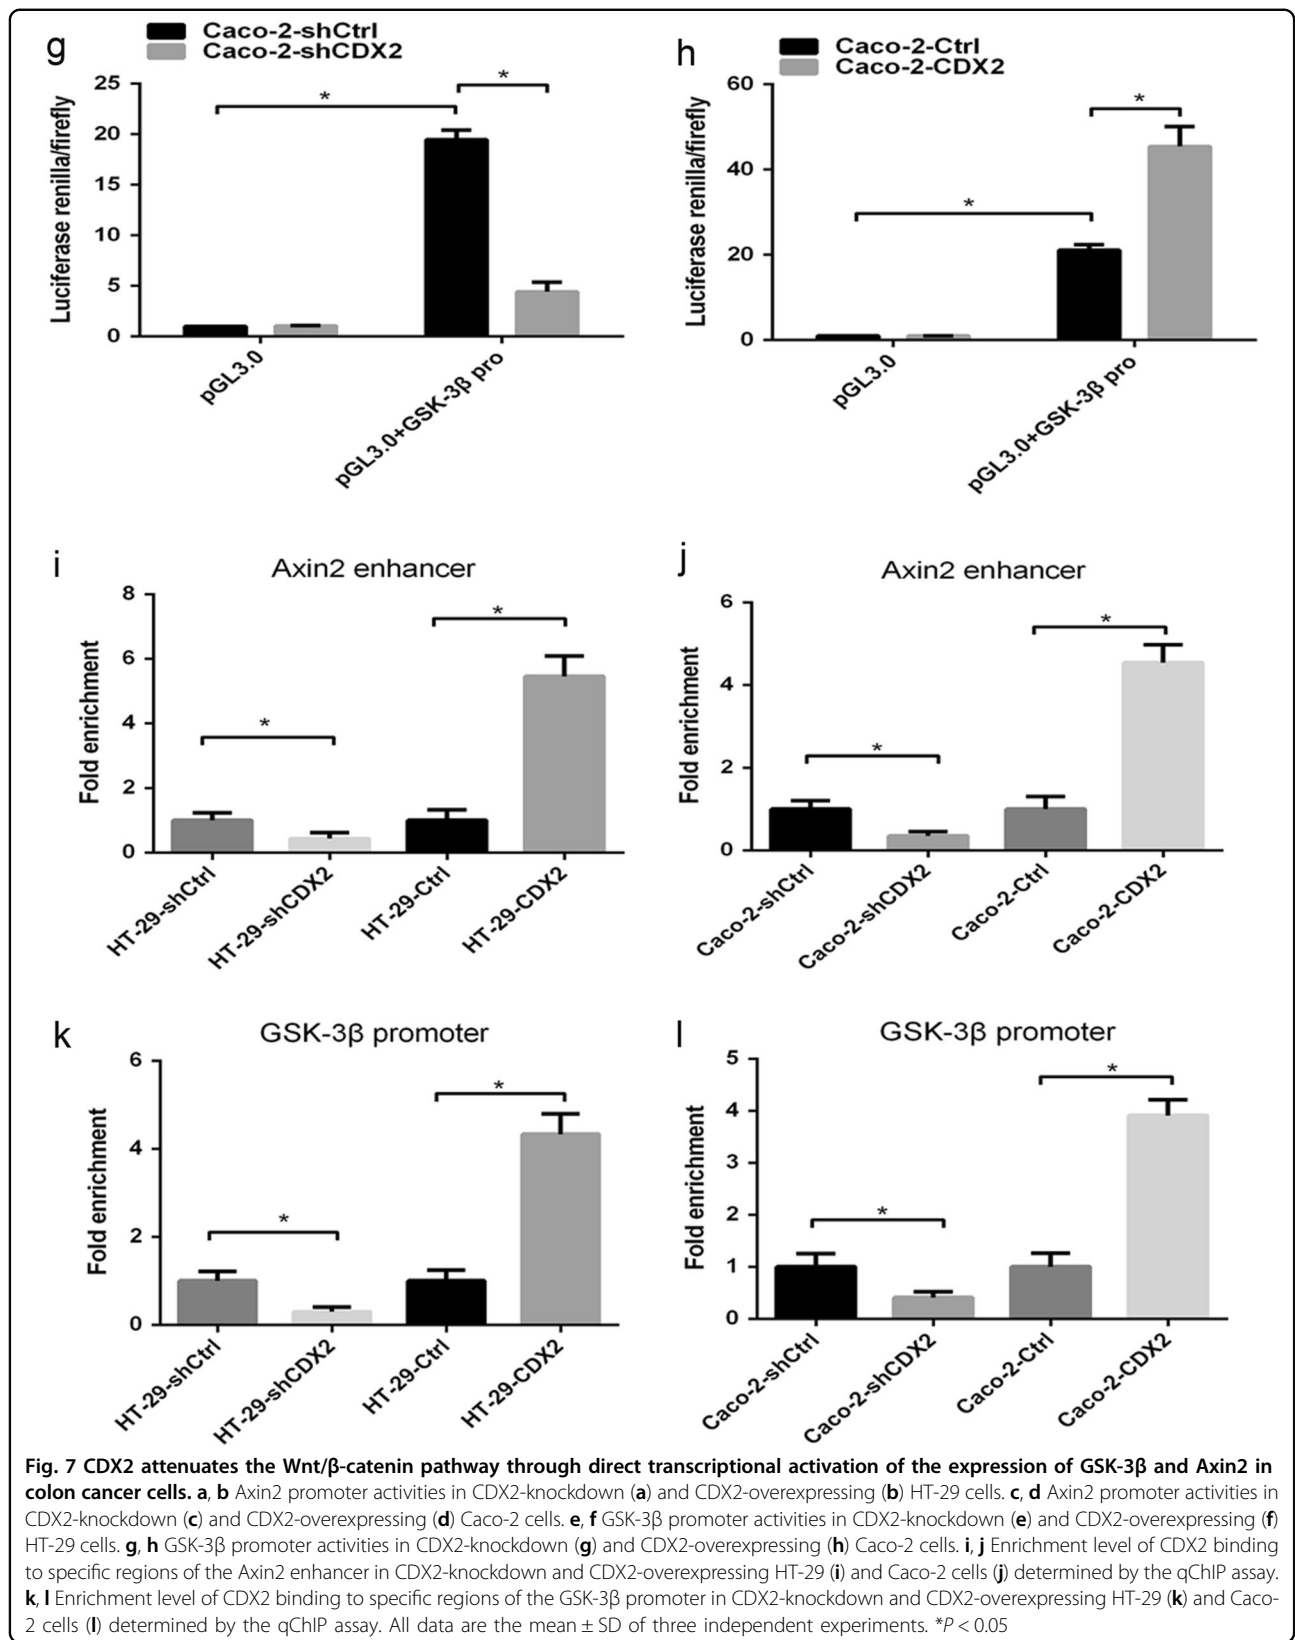 g
Caco-2-shCtrl
Caco-2-shCDX2
Luciferase renilla/firefly
25
20
15
10
5
0
*
*
pGL3.0
pGL3.0+GSK-3β pro
h
Caco-2-Ctrl
Caco-2-CDX2
Luciferase renilla/firefly
60
40
20
0
*
*
pGL3.0
pGL3.0+GSK-3β pro
i
Axin2 enhancer
Fold enrichment
8
6
4
2
0
*
*
HT-29-shCtrl
HT-29-shCDX2
HT-29-Ctrl
HT-29-CDX2
j
Axin2 enhancer
Fold enrichment
6
4
2
0
*
*
Caco-2-shCtrl
Caco-2-shCDX2
Caco-2-Ctrl
Caco-2-CDX2
k
GSK-3β promoter
Fold enrichment
6
4
2
0
*
*
HT-29-shCtrl
HT-29-shCDX2
HT-29-Ctrl
HT-29-CDX2
l
GSK-3β promoter
Fold enrichment
5
4
3
2
1
0
*
*
Caco-2-shCtrl
Caco-2-shCDX2
Caco-2-Ctrl
Caco-2-CDX2
Fig. 7 CDX2 attenuates the Wnt/β-catenin pathway through direct transcriptional activation of the expression of GSK-3β and Axin2 in
colon cancer cells. a, b Axin2 promoter activities in CDX2-knockdown (a) and CDX2-overexpressing (b) HT-29 cells. c, d Axin2 promoter activities in
CDX2-knockdown (c) and CDX2-overexpressing (d) Caco-2 cells. e, f GSK-3β promoter activities in CDX2-knockdown (e) and CDX2-overexpressing (f)
HT-29 cells. g, h GSK-3β promoter activities in CDX2-knockdown (g) and CDX2-overexpressing (h) Caco-2 cells. i, j Enrichment level of CDX2 binding
to specific regions of the Axin2 enhancer in CDX2-knockdown and CDX2-overexpressing HT-29 (i) and Caco-2 cells (j) determined by the qChIP assay.
k, l Enrichment level of CDX2 binding to specific regions of the GSK-3β promoter in CDX2-knockdown and CDX2-overexpressing HT-29 (k) and Caco-
2 cells (l) determined by the qChIP assay. All data are the mean ± SD of three independent experiments. *P < 0.05